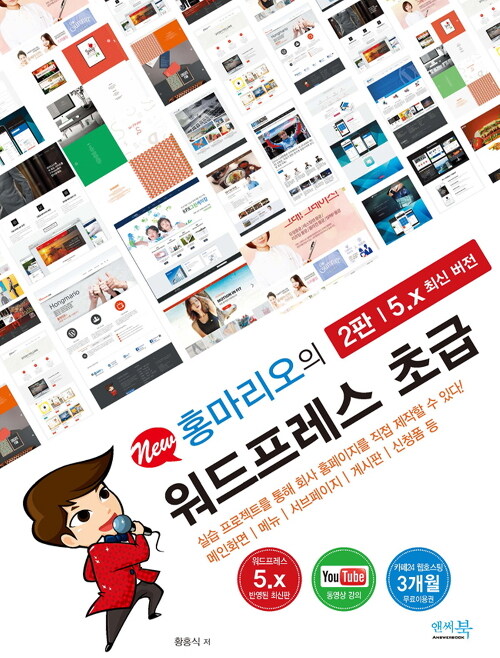 Hongmario
2판 | 5.x 최신 버전
New 홍마리오의
워드프레스 초급
실습 프로젝트를 통해 회사 홈페이지를 직접 제작할 수 있다!
메인화면 | 메뉴 | 서브페이지 | 게시판 | 신청폼 등
워드프레스
5.x
반영된 최신판
YouTube
동영상 강의
카페24 웹호스팅
3개월
무료이용권
황홍식 저
앤써북
ANSWERBOOK